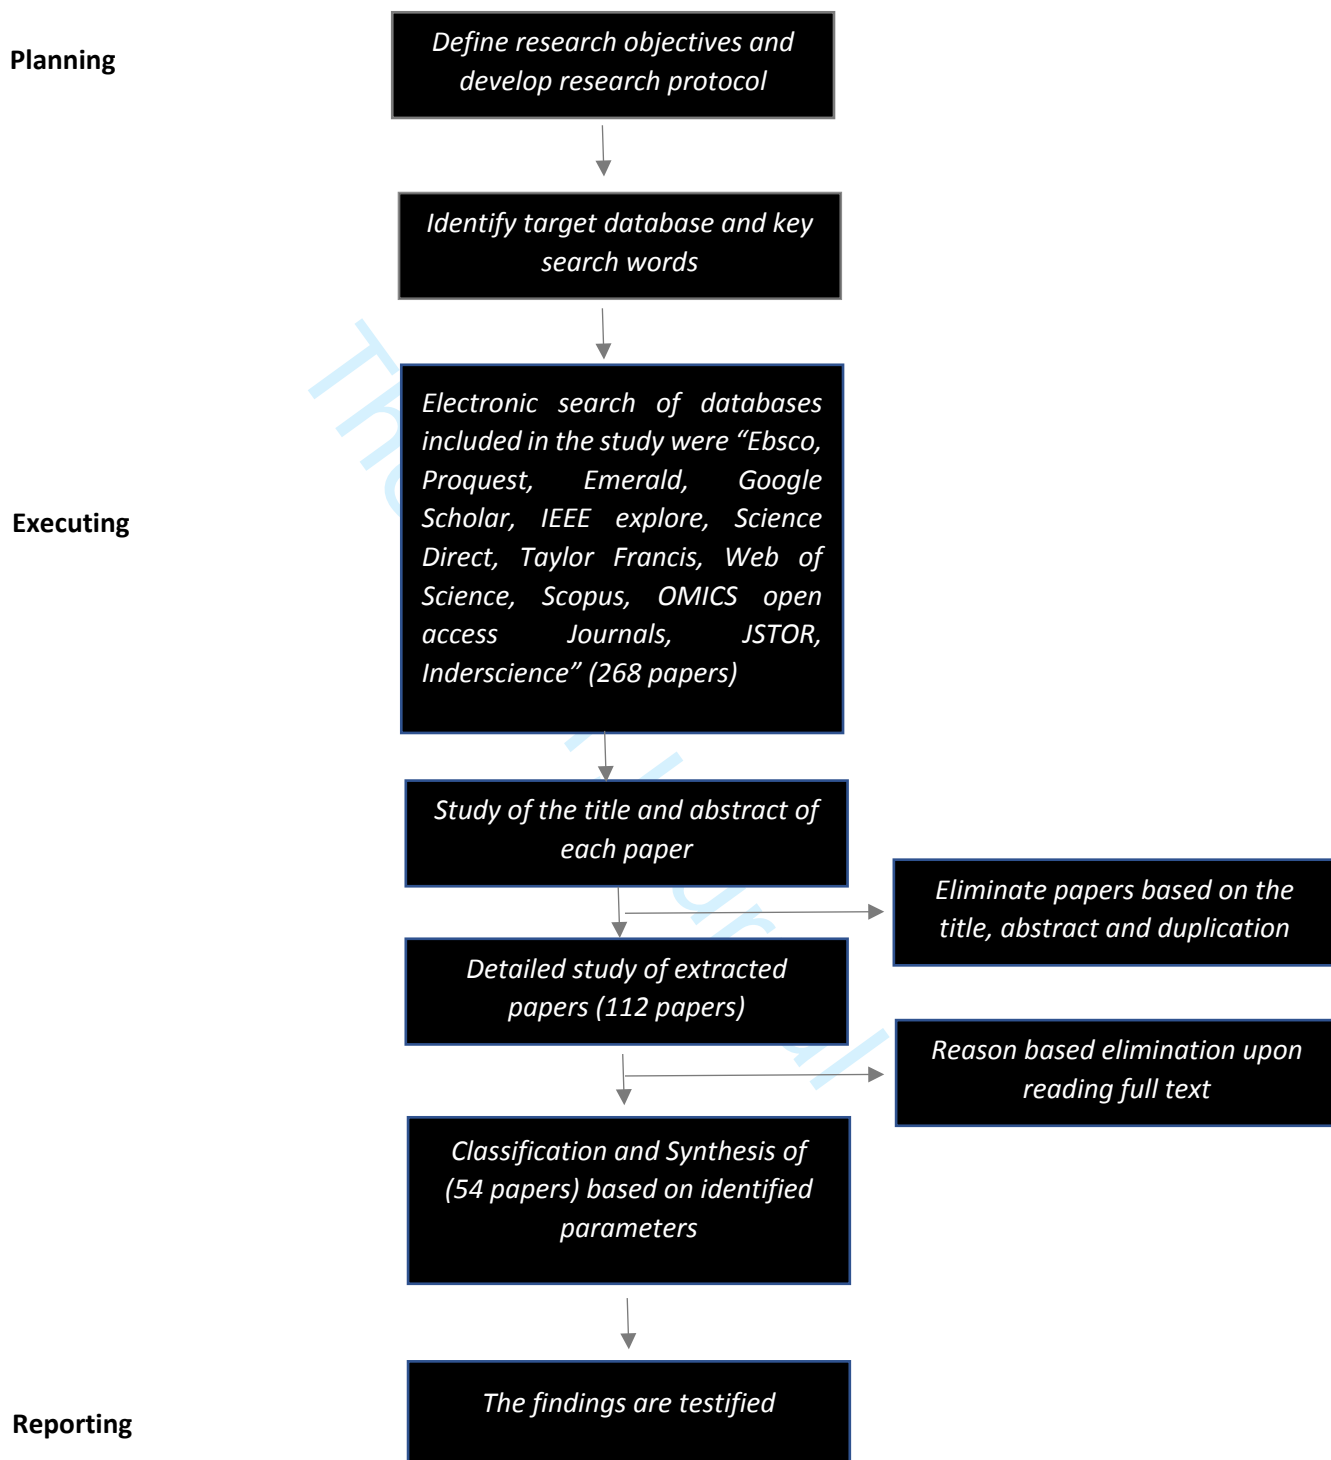 Planning
Define research objectives and
develop research protocol
Identify target database and key
search words
Executing
Electronic search of databases
included in the study were “Ebsco,
Proquest, Emerald, Google
Scholar, IEEE explore, Science
Direct, Taylor Francis, Web of
Science, Scopus, OMICS open
access Journals, JSTOR,
Inderscience” (268 papers)
Study of the title and abstract of
each paper
Eliminate papers based on the
title, abstract and duplication
Detailed study of extracted
papers (112 papers)
Reason based elimination upon
reading full text
Classification and Synthesis of
(54 papers) based on identified
parameters
Reporting
The findings are testified